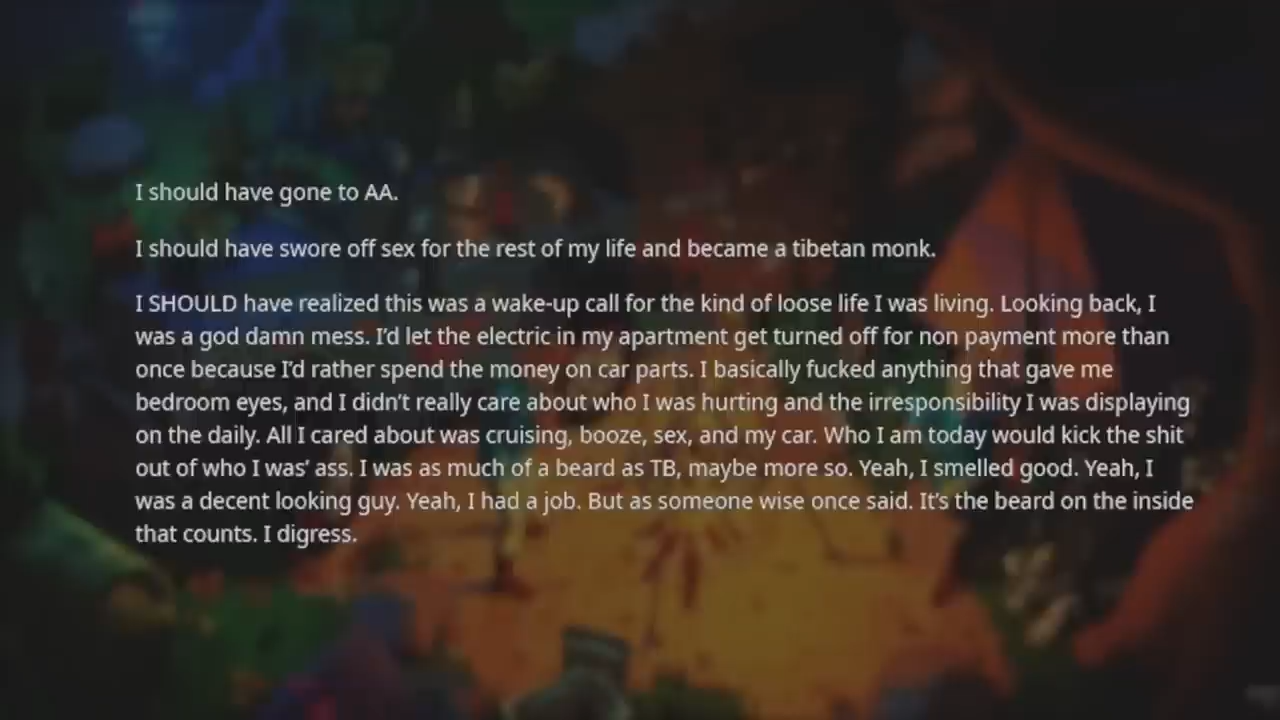 I should have gone to AA.
I should have swore off sex for the rest of my life and became a tibetan monk.
I SHOULD have realized this was a wake-up call for the kind of loose life I was living. Looking back, I
was a god damn mess. I’d let the electric in my apartment get turned off for non payment more than
once because I’d rather spend the money on car parts. I basically fucked anything that gave me
bedroom eyes, and I didn’t really care about who I was hurting and the irresponsibility I was displaying
on the daily. All I cared about was cruising, booze, sex, and my car. Who I am today would kick the shit
out of who I was’ ass. I was as much of a beard as TB, maybe more so. Yeah, I smelled good. Yeah, I
was a decent looking guy. Yeah, I had a job. But as someone wise once said. It’s the beard on the inside
that counts. I digress.